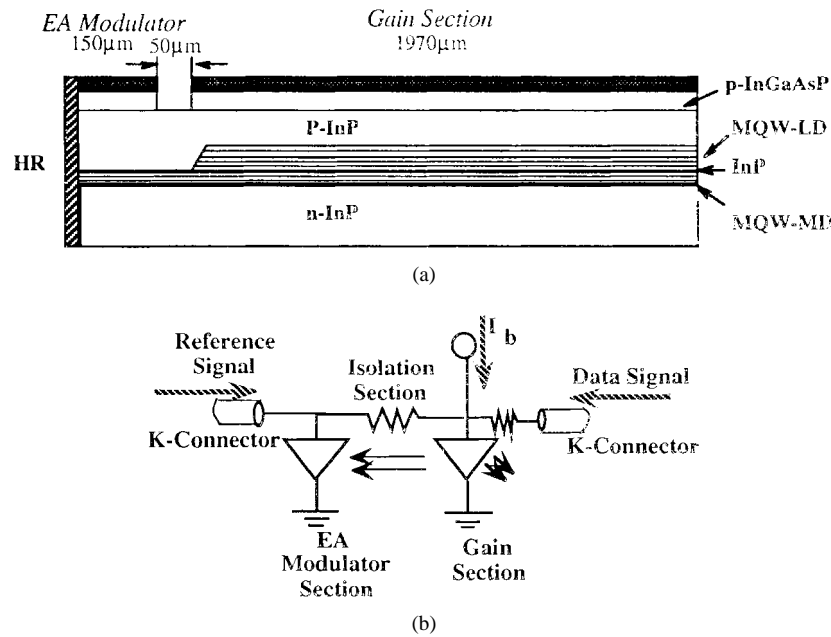 EA Modulator
150μm
50μm
Gain Section
1970μm
p-InGaAsP
P-InP
MQW-LD
HR
InP
n-InP
MQW-MD
(a)
I b
Reference Signal
Isolation Section
Data Signal
K-Connector
K-Connector
EA Modulator Section
Gain Section
(b)